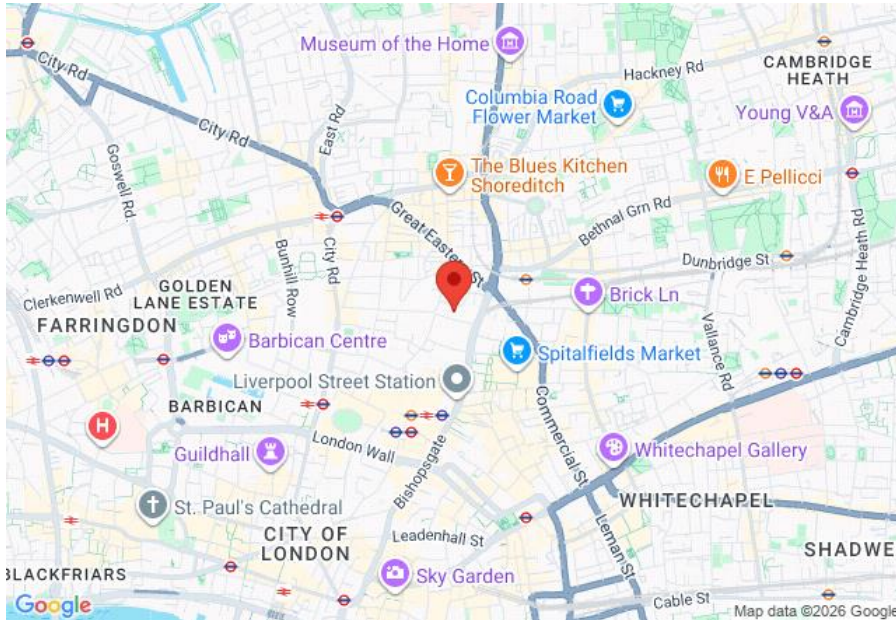 Museum of the Home
City Rd
City Rd
East Rd
Hackney Rd
CAMBRIDGE
HEATH
Columbia Road
Flower Market
Young V&A
Goswell Rd.
The Blues Kitchen
Shoreditch
E Pellicci
Great Eastern St
Bethnal Grn Rd
Bunhill Row
City Rd
Dunbridge St
Cambridge Heath Rd
GOLDEN
LANE ESTATE
Clerkenwell Rd
FARRINGDON
Brick Ln
Vallance Rd
Barbican Centre
Spitalfields Market
Liverpool Street Station
H
BARBICAN
Commercial St
Guildhall
London Wall
Bishopsgate
Whitechapel Gallery
St. Paul's Cathedral
WHITECHAPEL
CITY OF
LONDON
Leadenhall St
Leman St
SHADWE
BLACKFRIARS
Sky Garden
Cable St
Google
Map data ©2026 Google